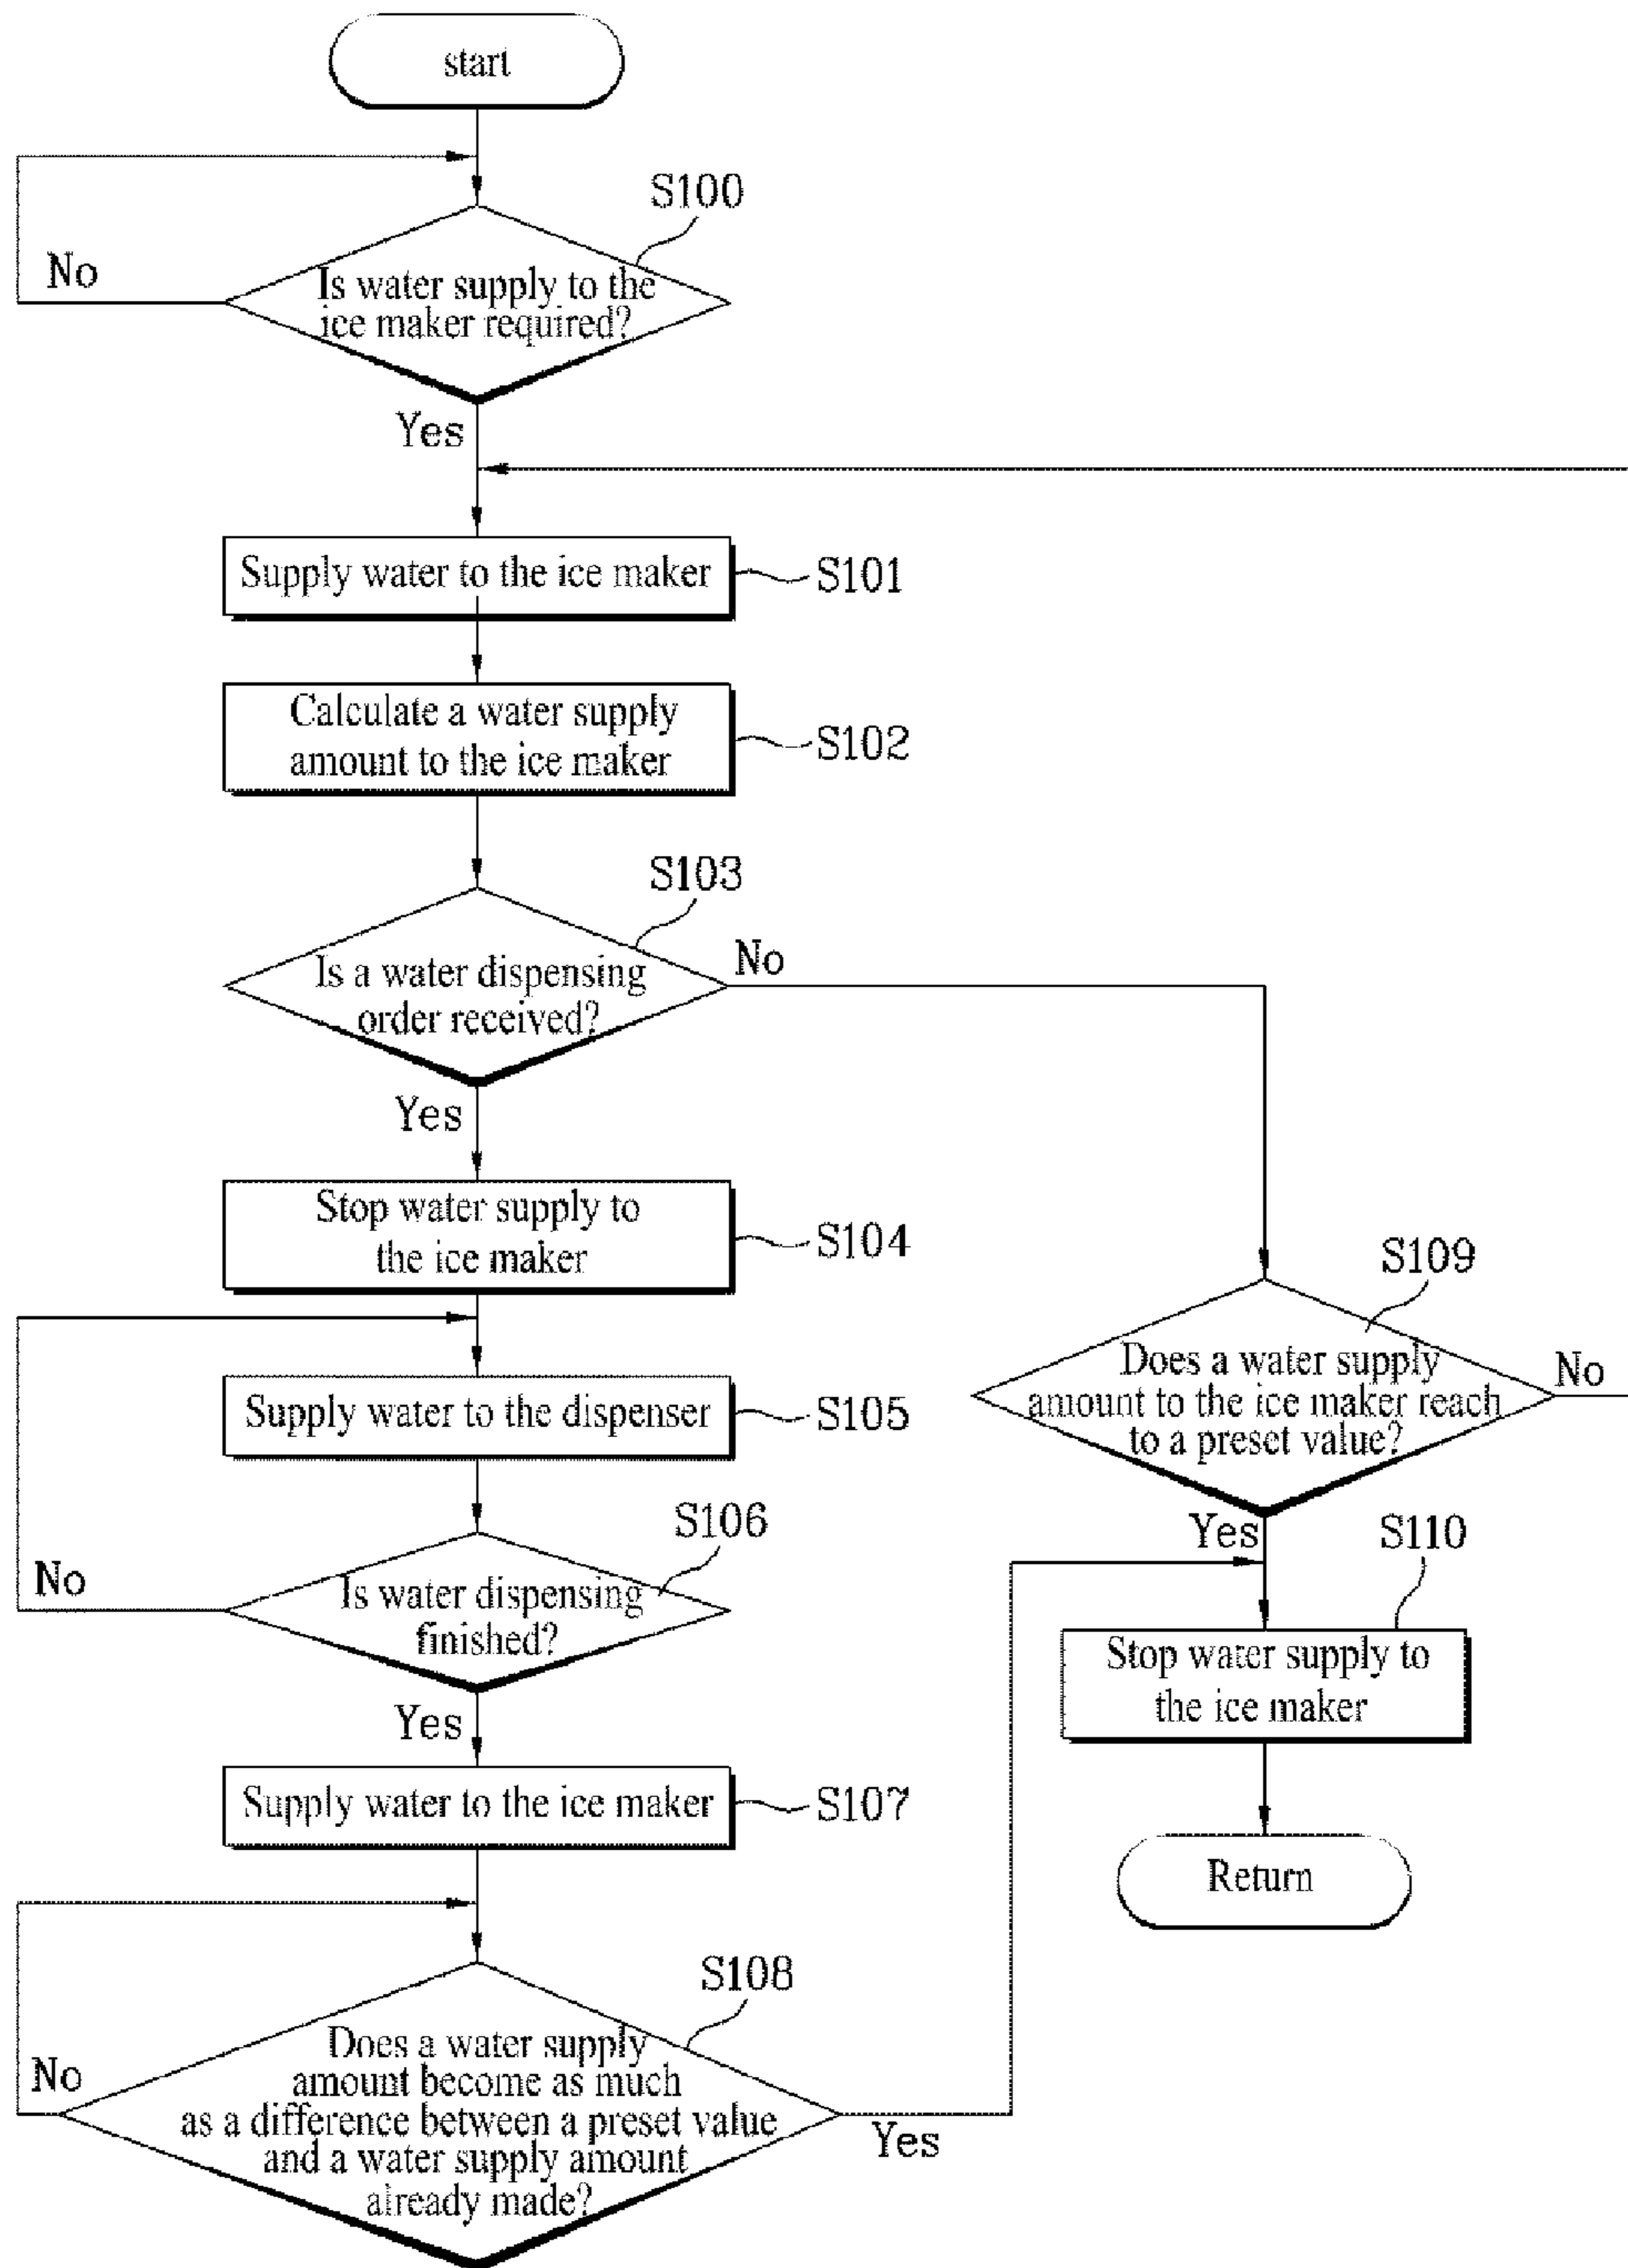 start
S100
No
Is water supply to the
ice maker required?
Yes
Supply water to the ice maker
S101
Calculate a water supply
amount to the ice maker
S102
S103
Is a water dispensing
order received?
No
Yes
Stop water supply to
the ice maker
S104
Supply water to the dispenser
S105
S106
No
Is water dispensing
finished?
Yes
Supply water to the ice maker
S107
S108
No
Does a water supply
amount become as much
as a difference between a preset value
and a water supply amount
already made?
Yes
S109
Does a water supply
amount to the ice maker reach
to a preset value?
No
Yes
S110
Stop water supply to
the ice maker
Return